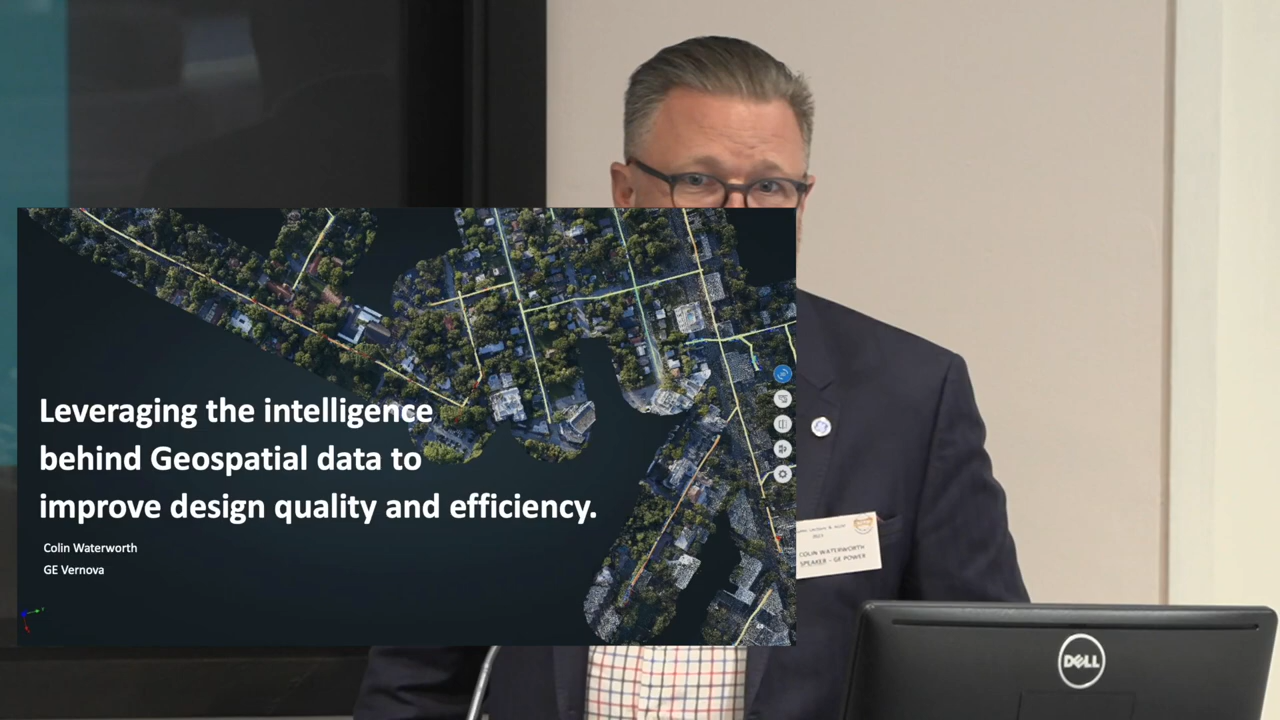 Leveraging the intelligence
behind Geospatial data to
improve design quality and efficiency.
Colin Waterworth
GE Vernova
2023
COLIN WATERWORTH
SPEAKER - GE POWER
DELL